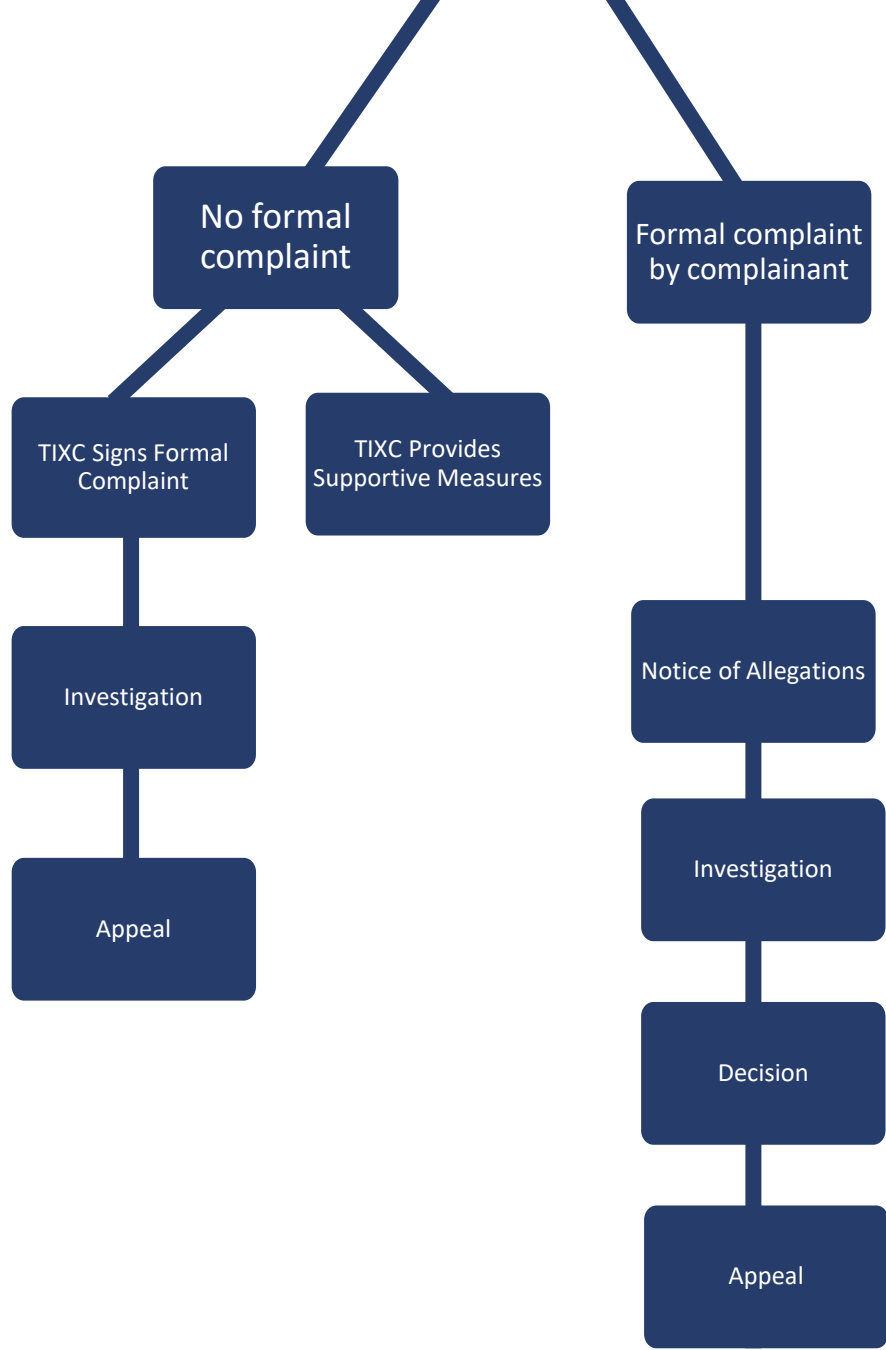 No formal
complaint
Formal complaint
by complainant
TIXC Signs Formal
Complaint
TIXC Provides
Supportive Measures
Investigation
Appeal
Notice of Allegations
Investigation
Decision
Appeal